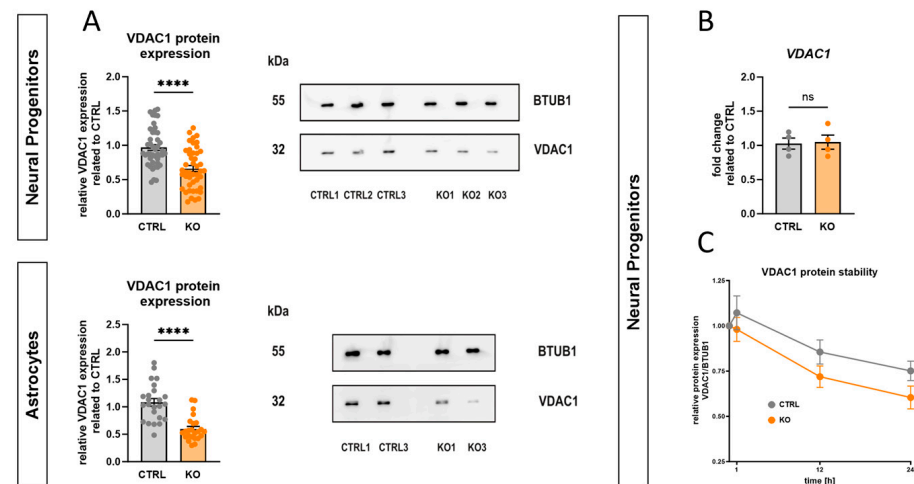 A
Neural Progenitors
VDAC1 protein
expression
relative VDAC1 expression
related to CTRL
2.0
1.5
1.0
0.5
0.0
****
CTRL
KO
kDa
55
BTUB1
32
VDAC1
CTRL1 CTRL2 CTRL3 KO1 KO2 KO3
Astrocytes
VDAC1 protein
expression
relative VDAC1 expression
related to CTRL
2.5
2.0
1.5
1.0
0.5
0.0
****
CTRL
KO
kDa
55
BTUB1
32
VDAC1
CTRL1 CTRL3 KO1 KO3
Neural Progenitors
B
VDAC1
fold change
related to CTRL
2.0
1.5
1.0
0.5
0.0
ns
CTRL
KO
C
VDAC1 protein stability
relative protein expression
VDAC1/BTUB1
1.25
1.00
0.75
0.50
0.25
CTRL
KO
1
12
24
time [h]